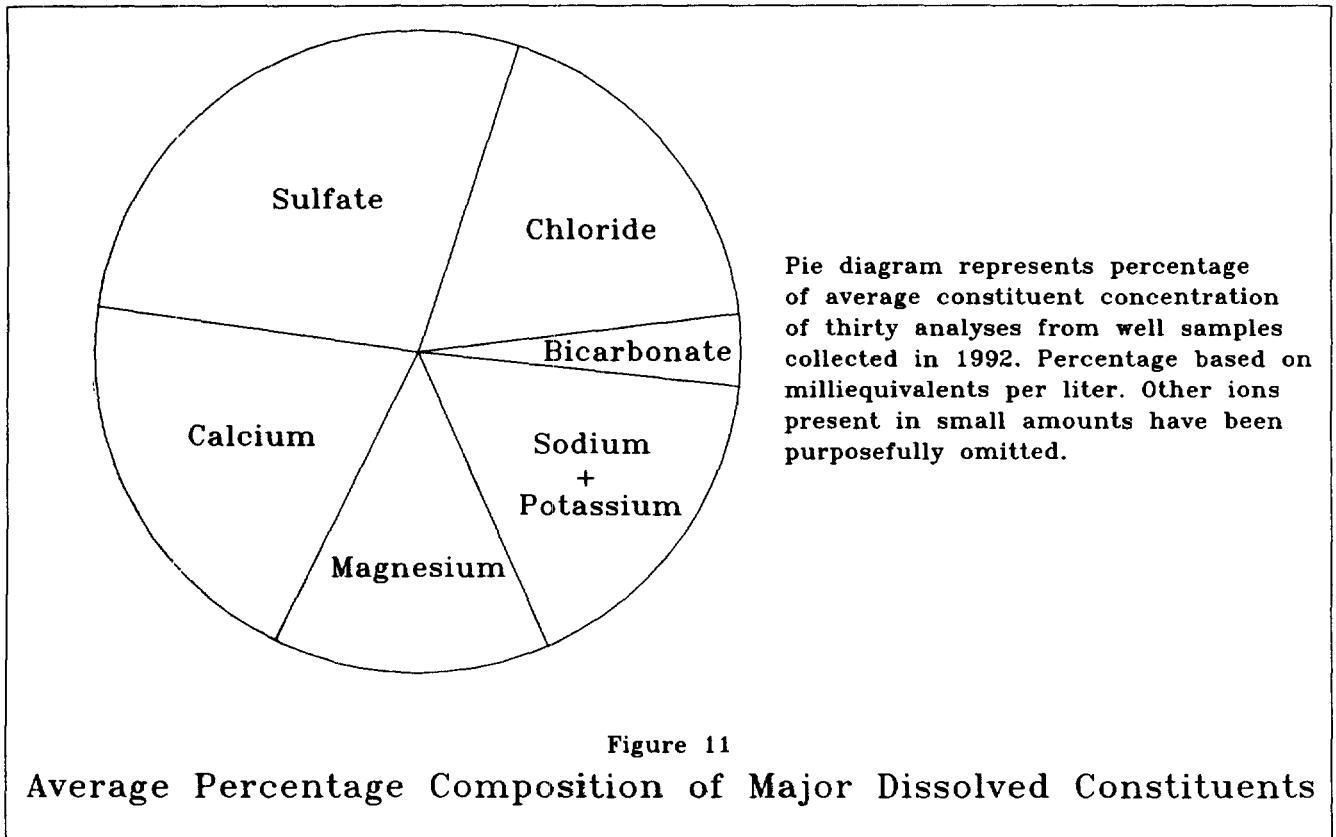 Sulfate
Chloride
Bicarbonate
Calcium
Sodium
+
Potassium
Magnesium
Pie diagram represents percentage
of average constituent concentration
of thirty analyses from well samples
collected in 1992. Percentage based on
milliequivalents per liter. Other ions
present in small amounts have been
purposefully omitted.
Figure 11
Average Percentage Composition of Major Dissolved Constituents